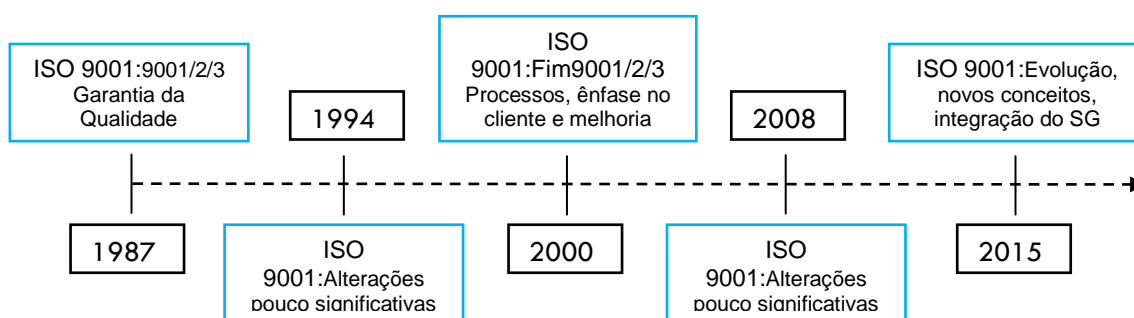 ISO 9001:9001/2/3
Garantia da
Qualidade
1994
ISO
9001:Fim9001/2/3
Processos, ênfase no
cliente e melhoria
2008
ISO 9001:Evolução,
novos conceitos,
integração do SG
1987
ISO
9001:Alterações
pouco significativas
2000
ISO
9001:Alterações
pouco significativas
2015